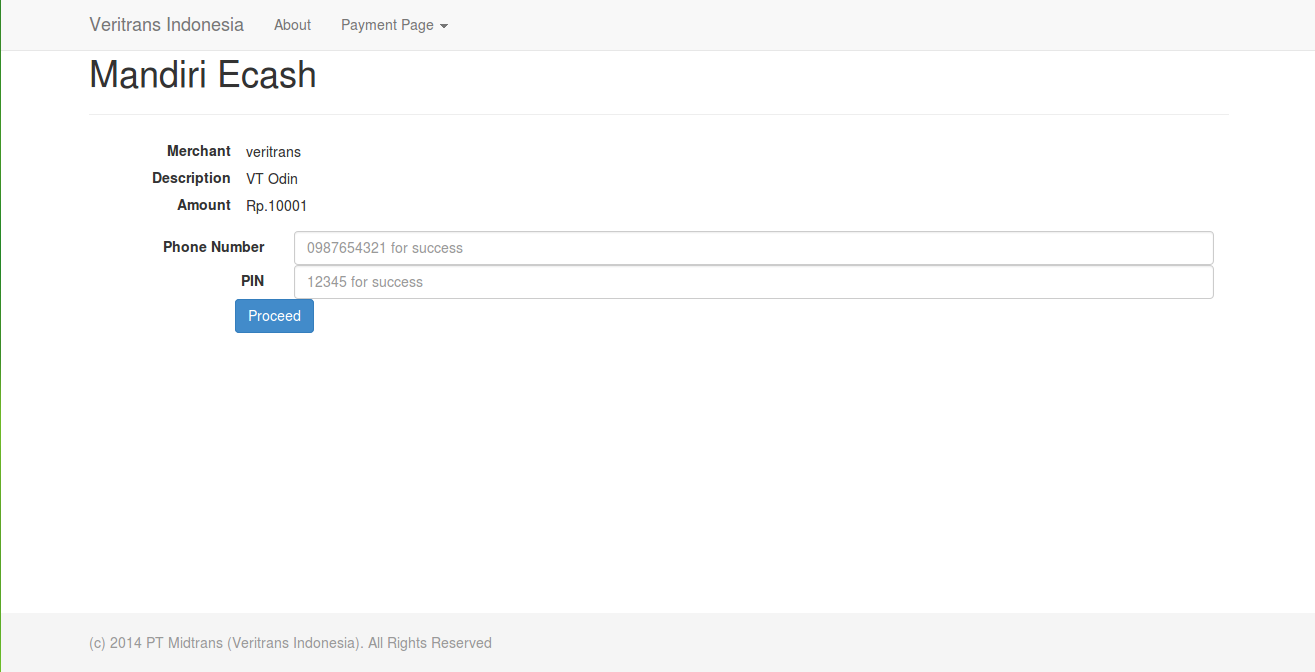 Veritrans Indonesia About Payment Page
Mandiri Ecash
Merchant veritrans
Description VT Odin
Amount Rp.10001
Phone Number 0987654321 for success
PIN 12345 for success
Proceed
(c) 2014 PT Midtrans (Veritrans Indonesia). All Rights Reserved